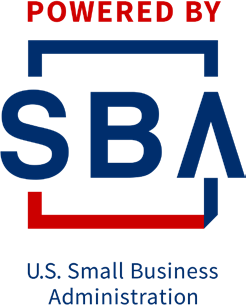 POWERED BY
SBA
U.S. Small Business
Administration